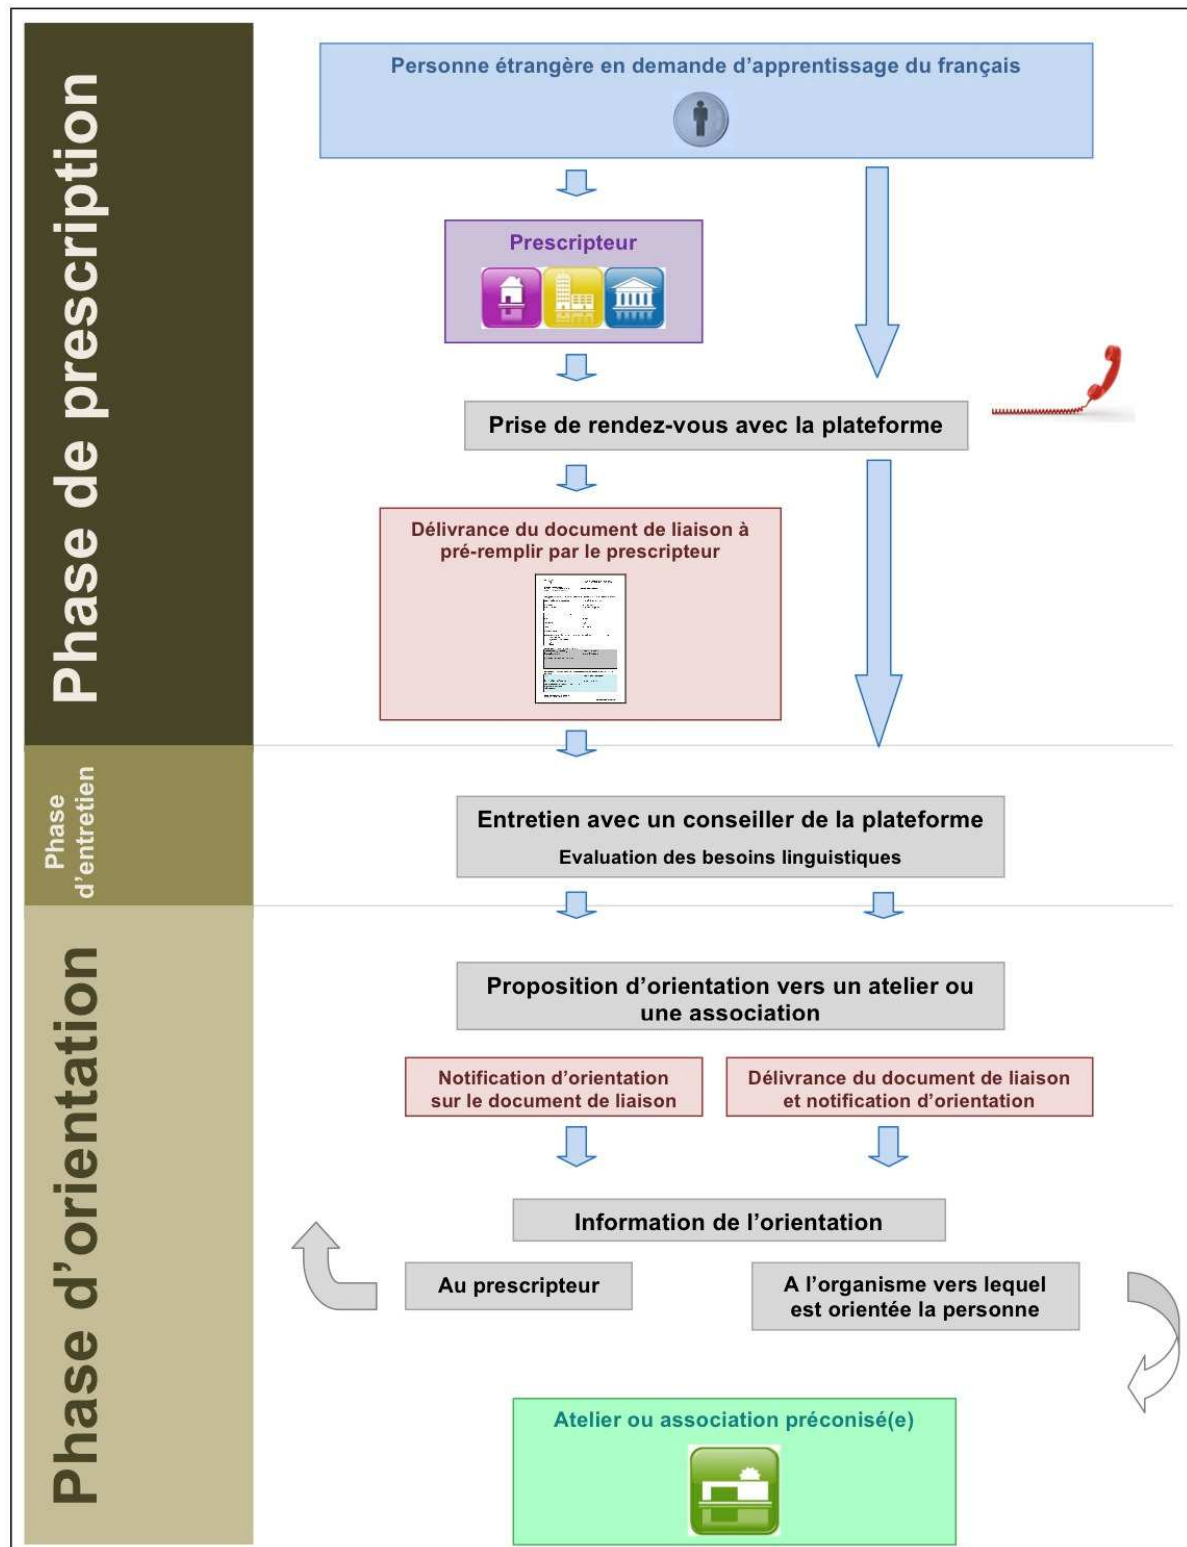 Phase de prescription
Personne étrangère en demande d'apprentissage du français
Prescripteur
Prise de rendez-vous avec la plateforme
Délivrance du document de liaison à
pré-remplir par le prescripteur
Phase
d'entretien
Entretien avec un conseiller de la plateforme
Evaluation des besoins linguistiques
Phase d'orientation
Proposition d'orientation vers un atelier ou
une association
Notification d'orientation
sur le document de liaison
Délivrance du document de liaison
et notification d'orientation
Information de l'orientation
Au prescripteur
A l'organisme vers lequel
est orientée la personne
Atelier ou association préconisé(e)